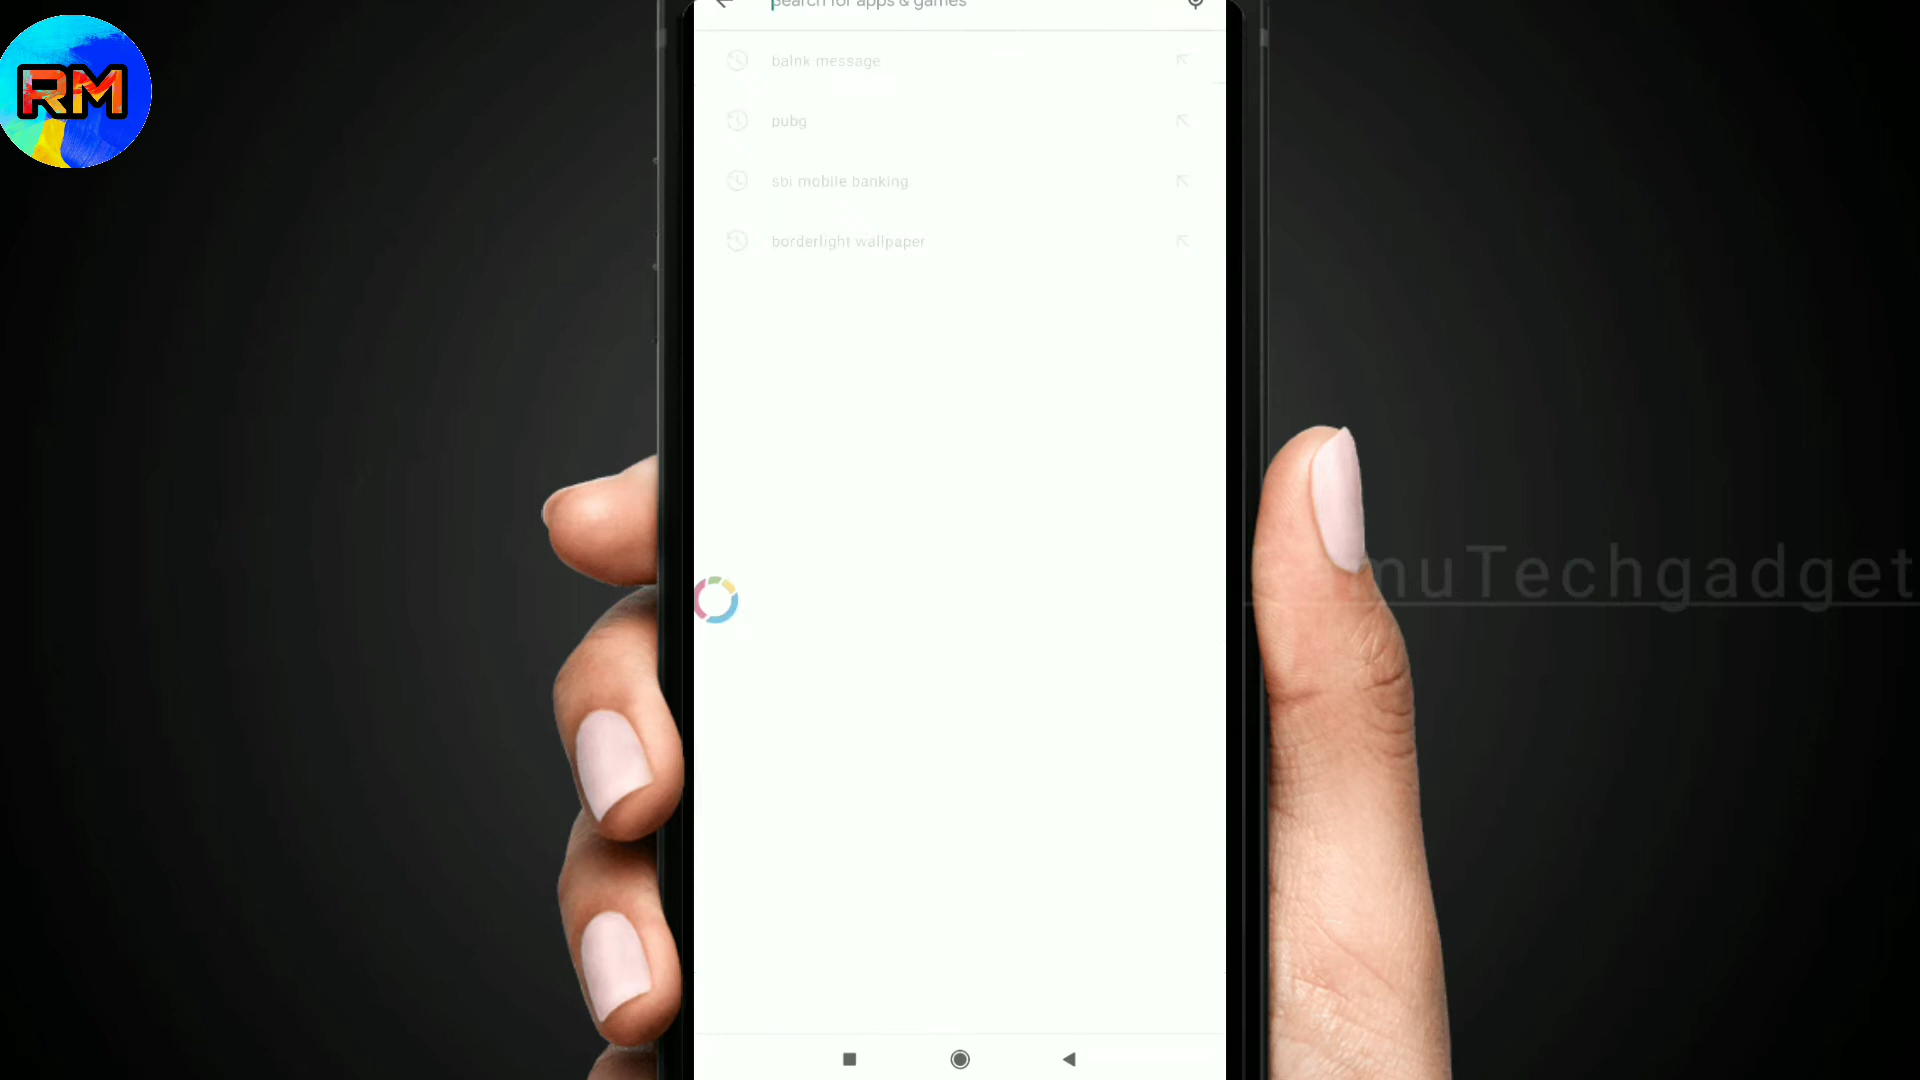 RM
Search for apps & games
balnk message
pubg
sbi mobile banking
borderlight wallpaper
muTechgadget